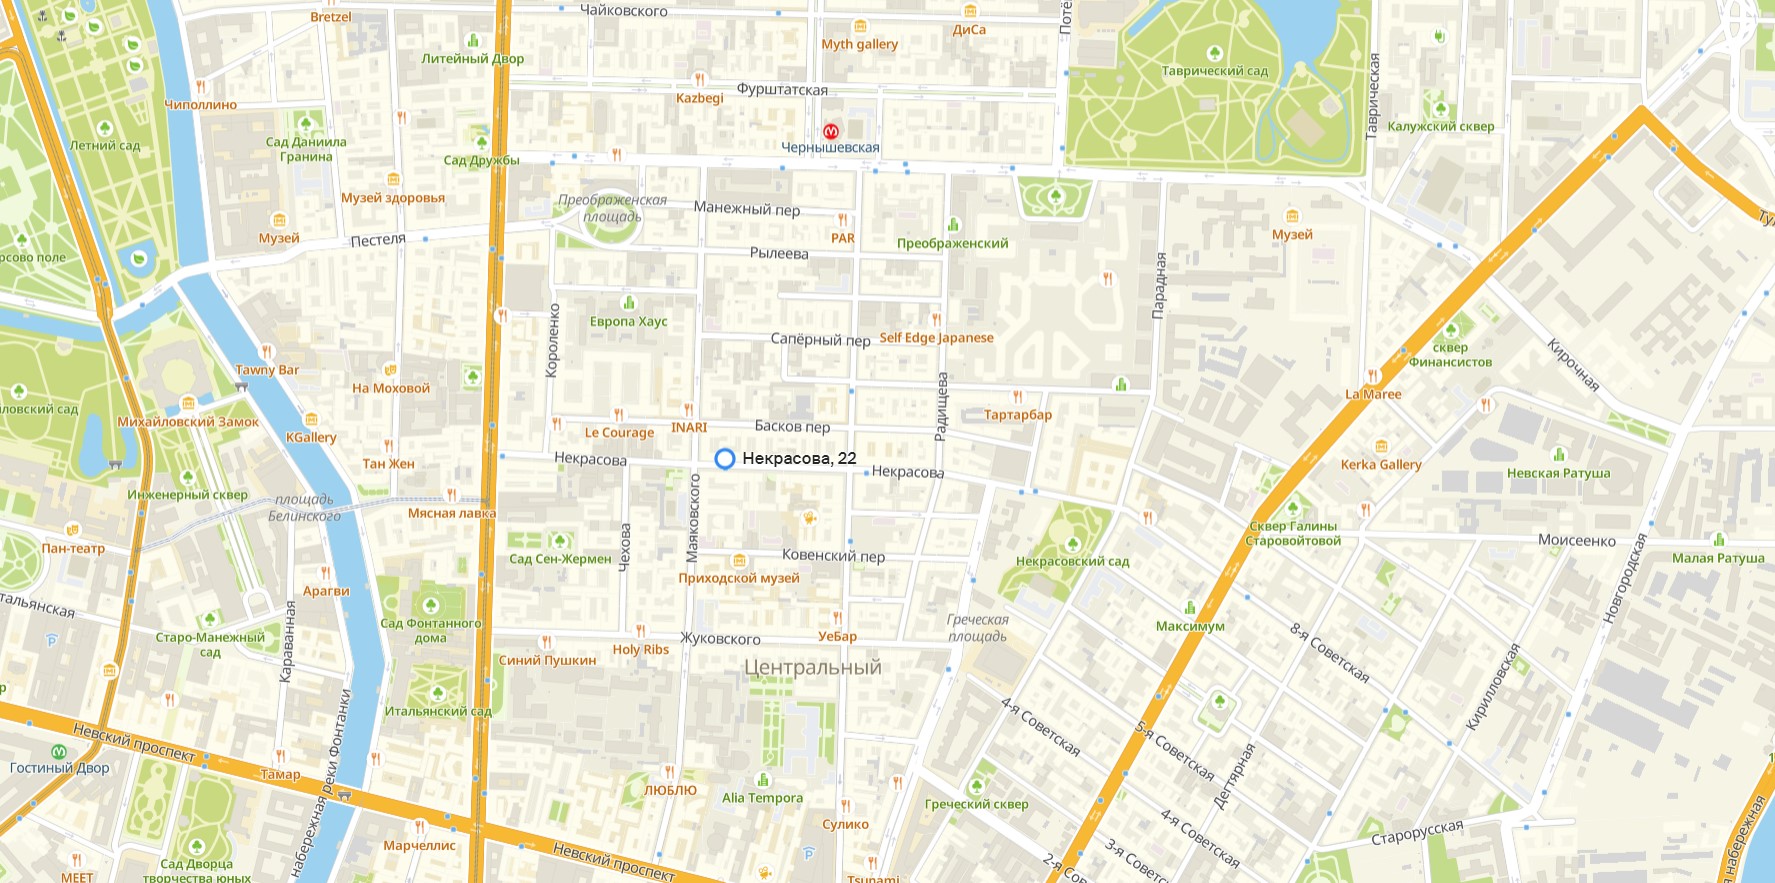 Bretzel
Чайковского
ДиСа
Литейный Двор
Myth gallery
Таврический сад
Таврическая
Чиполлино
Kazbegi
Фурштатская
Калужский сквер
Летний сад
Сад Даниила
Гранина
Сад Дружбы
Чернышевская
Музей здоровья
Преображенская
площадь
Манежный пер
Музей
Пестеля
PAR
Преображенский
Музей
Рылеева
Парадная
Европа Хаус
Сапёрный пер
Self Edge Japanese
Короленко
сквер
Финансистов
Кирочная
Tawny Bar
На Моховой
La Maree
Радищева
Михайловский Замок
KGallery
Le Courage
INARI
Басков пер
Тартарбар
Тан Жен
Некрасова
Некрасова, 22
Некрасова
Kerka Gallery
Невская Ратуша
Инженерный сквер
площадь
Белинского
Мясная лавка
Маяковского
Чехова
Сквер Галины
Старовойтовой
Моисеенко
Пан-театр
Сад Сен-Жермен
Ковенский пер
Некрасовский сад
Малая Ратуша
Приходской музей
Новгородская
Арагви
Караванная
Сад Фонтанного
дома
Старо-Манежный
сад
Греческая
площадь
Максимум
8-я Советская
УеБар
Жуковского
Holy Ribs
Синий Пушкин
Центральный
Кирилловская
Итальянский сад
4-я Советская
5-я Советская
Невский проспект
набережная реки Фонтанки
Гостиный Двор
Тамар
ЛЮБЛЮ
Alia Tempora
Греческий сквер
Дегтярная
Сулико
4-я Советская
Старорусская
Марчеллис
Невский проспект
3-я Совет
2-я Сов
Сад Дворца
творчества юных
МЕЕТ
Tsunami
набережная